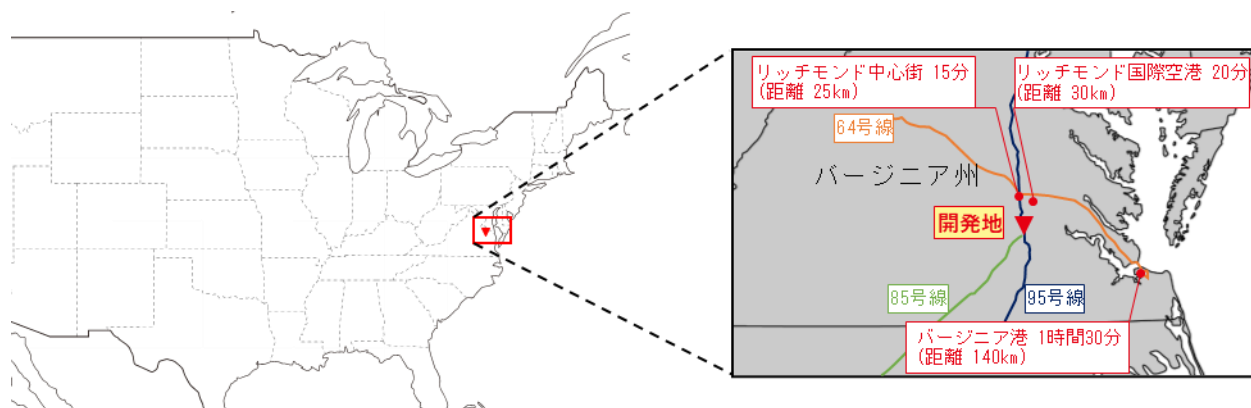 リッチモンド中心街 15分
(距離 25km)
リッチモンド国際空港 20分
(距離 30km)
64号線
バージニア州
開発地
85号線
95号線
バージニア港 1時間30分
(距離 140km)